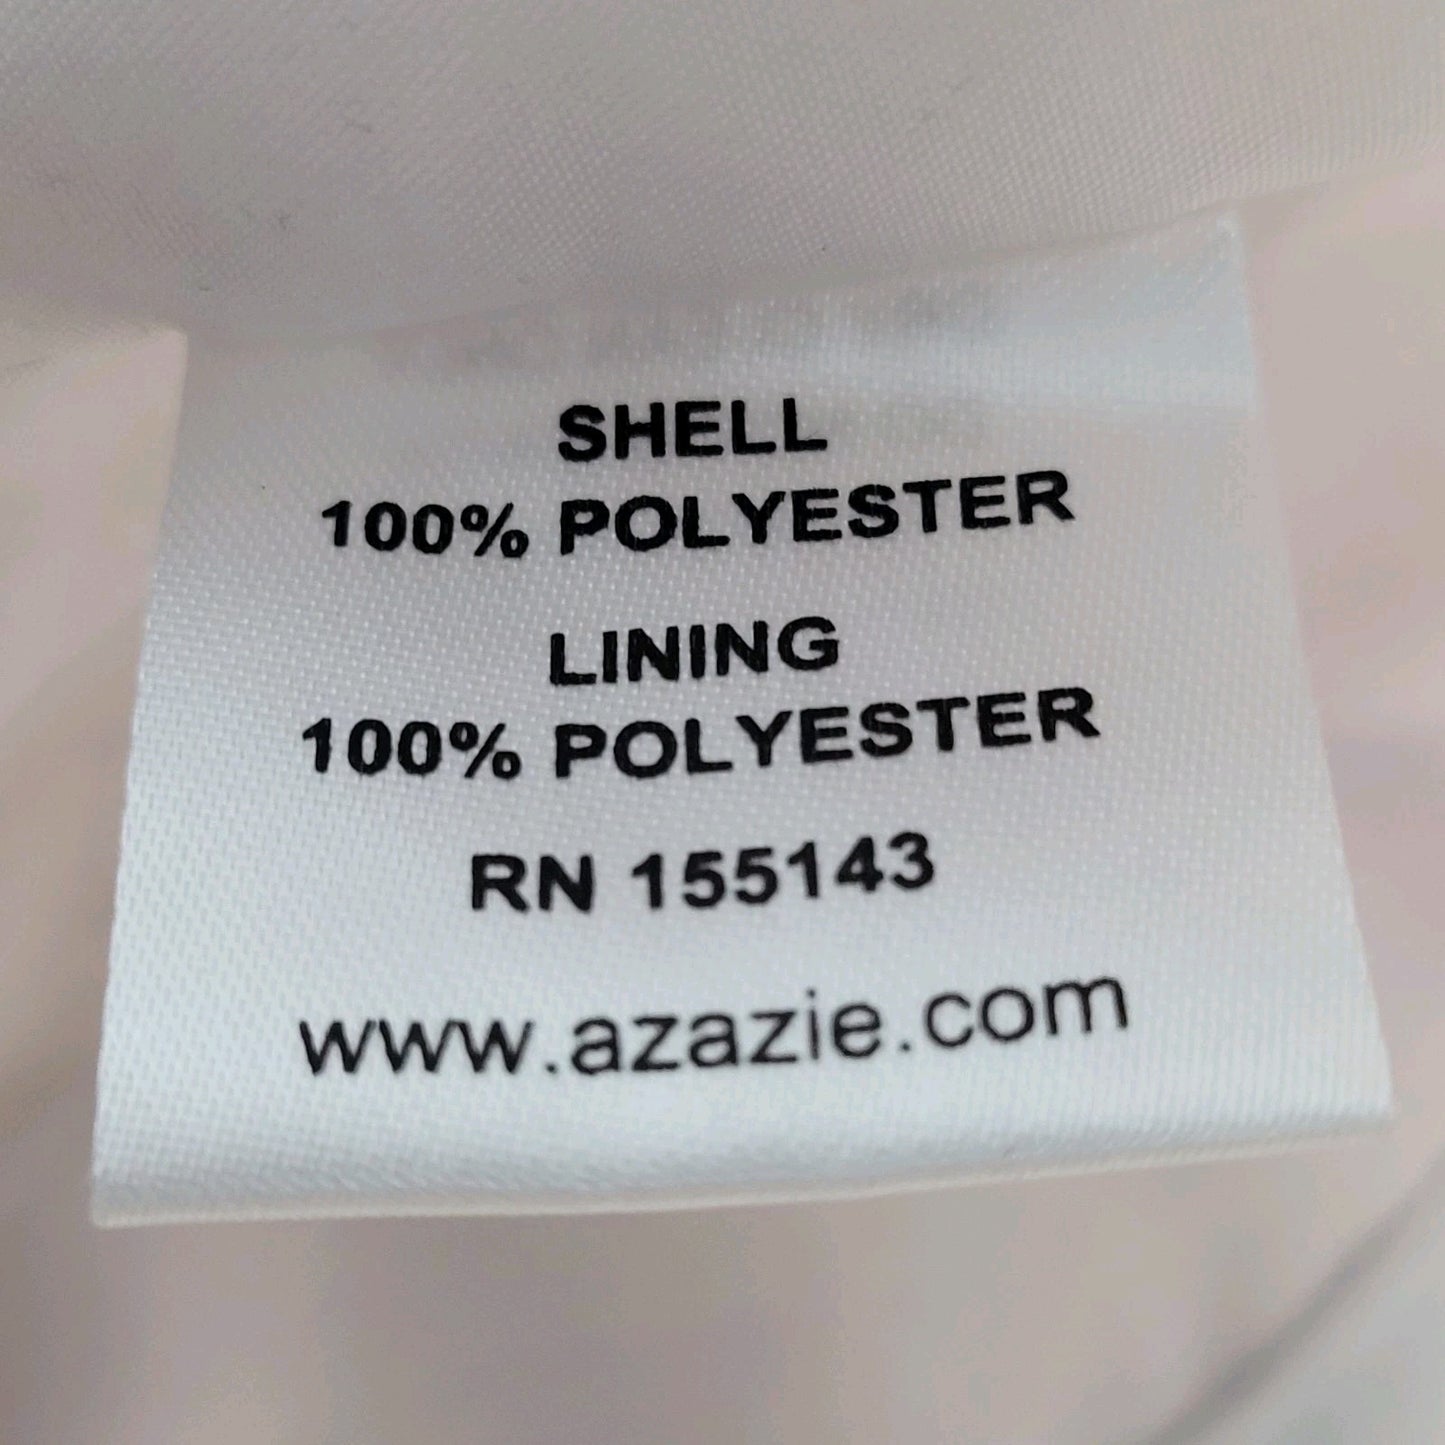 SHELL
100% POLYESTER
LINING
100% POLYESTER
RN 155143
www.azazie.com